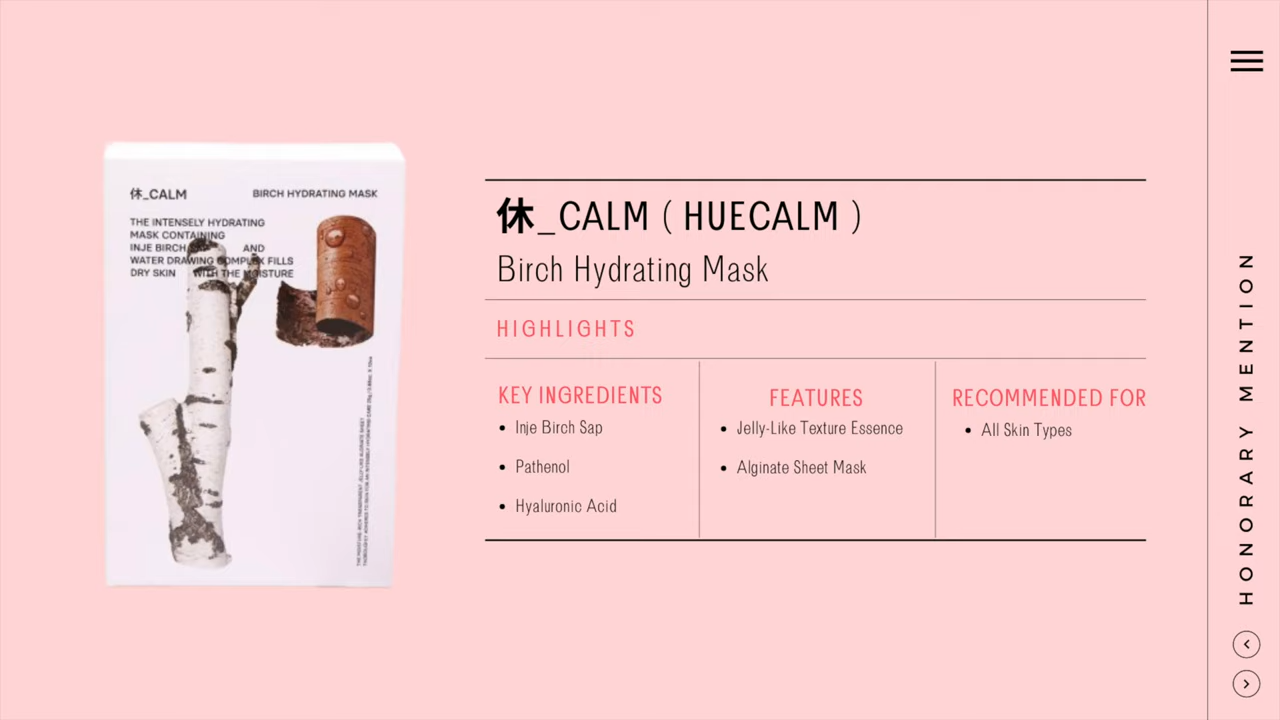 休_CALM
BIRCH HYDRATING MASK
THE INTENSELY HYDRATING
MASK CONTAINING
INJE BIRCH AND
WATER DRAWING COMPLEX FILLS
DRY SKIN WITH THE MOISTURE
休_CALM ( HUECALM )
Birch Hydrating Mask
HIGHLIGHTS
KEY INGREDIENTS
• Inje Birch Sap
• Pathenol
• Hyaluronic Acid
FEATURES
• Jelly-Like Texture Essence
• Alginate Sheet Mask
RECOMMENDED FOR
• All Skin Types
HONORARY MENTION